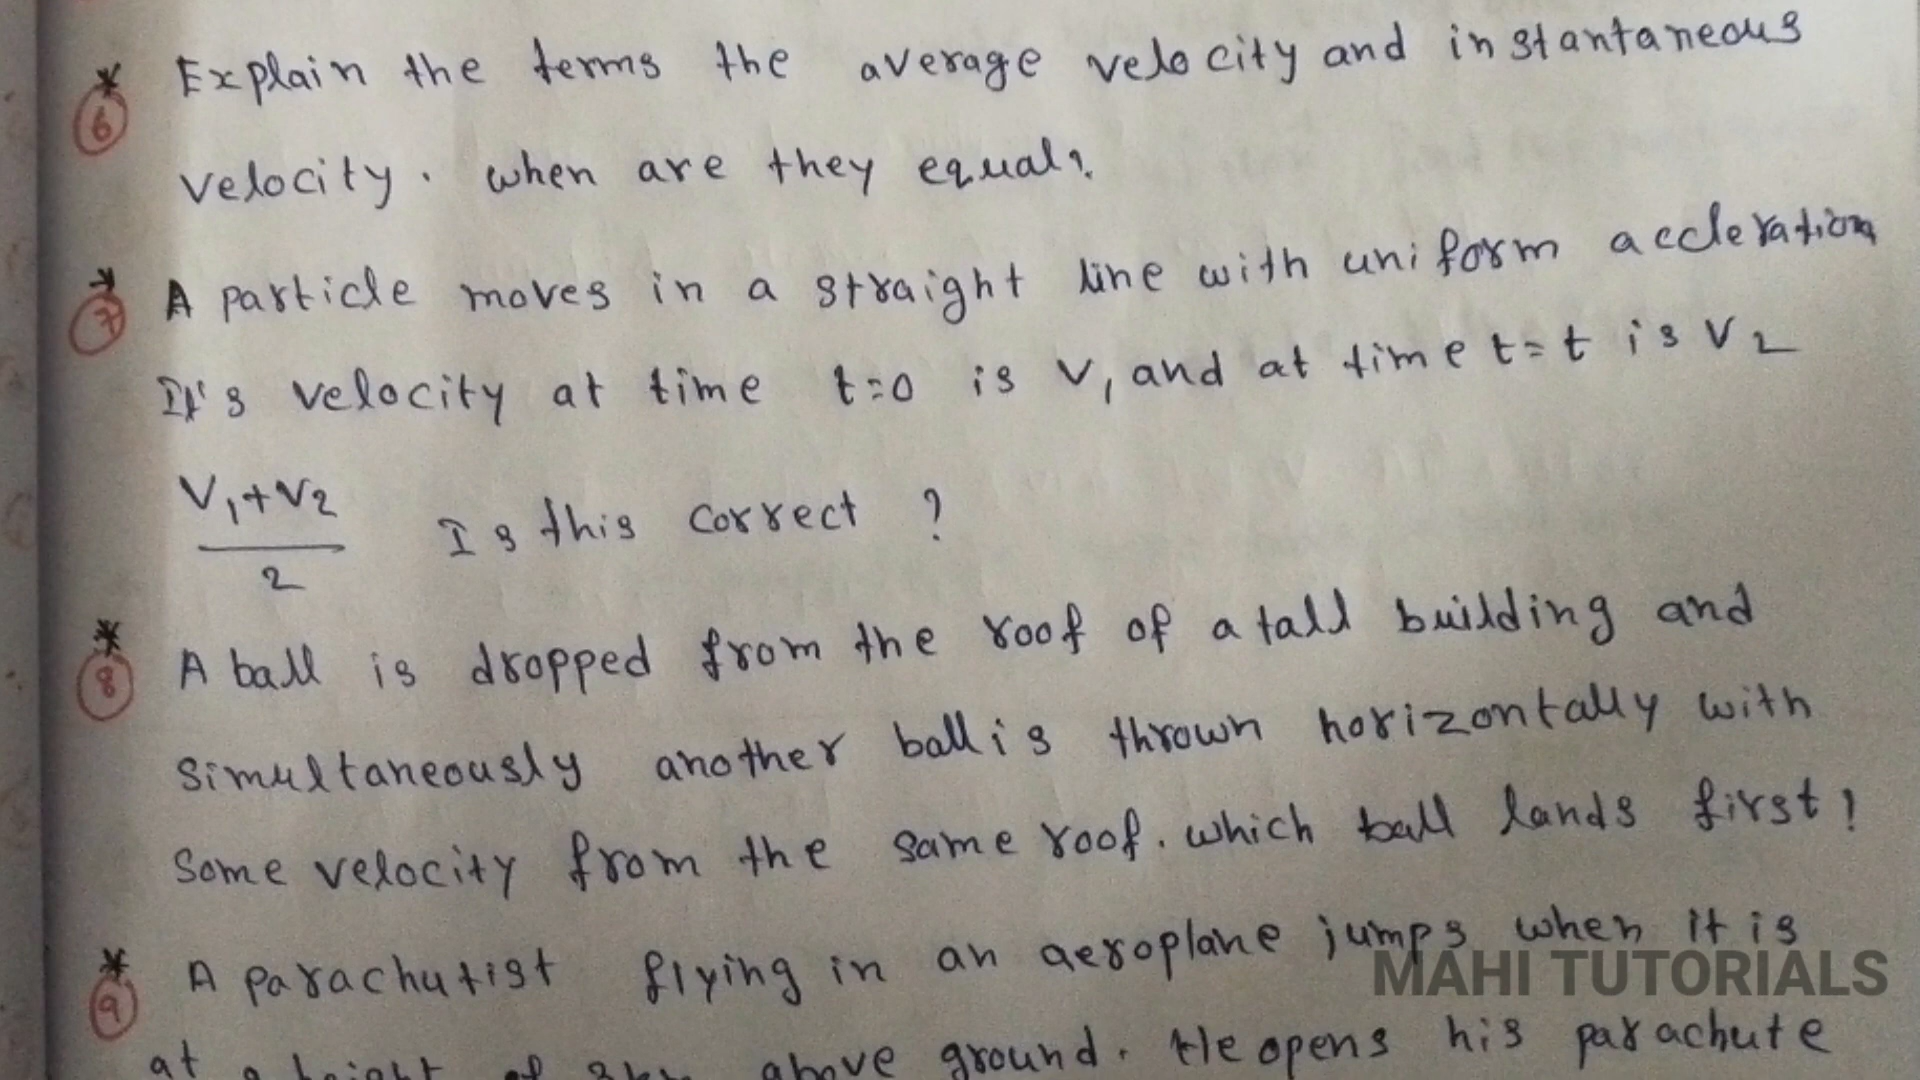 * 6 Explain the terms the average velocity and instantaneous
velocity. when are they equal?
* 7 A particle moves in a straight line with uniform accleration
It's velocity at time t=0 is V1 and at time t=t is V2
(V1+V2)/2 Is this correct ?
* 8 A ball is dropped from the roof of a tall building and
simultaneously another ball is thrown horizontally with
some velocity from the same roof. which ball lands first?
* 9 A parachutist flying in an aeroplane jumps when it is
MAHI TUTORIALS
at a height of above ground. He opens his parachute